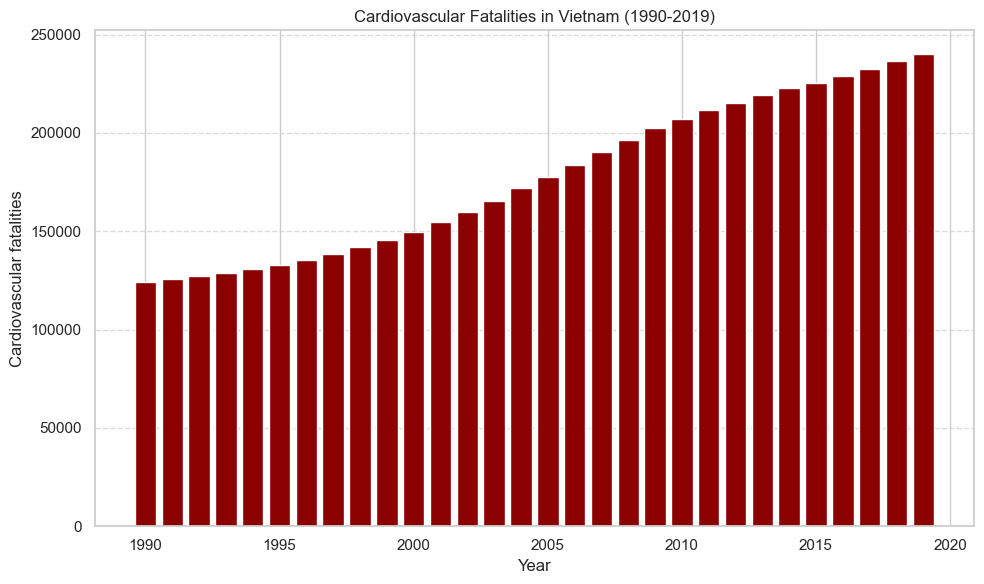 Cardiovascular Fatalities in Vietnam (1990-2019)
Cardiovascular fatalities
250000
200000
150000
100000
50000
0
1990 1995 2000 2005 2010 2015 2020
Year